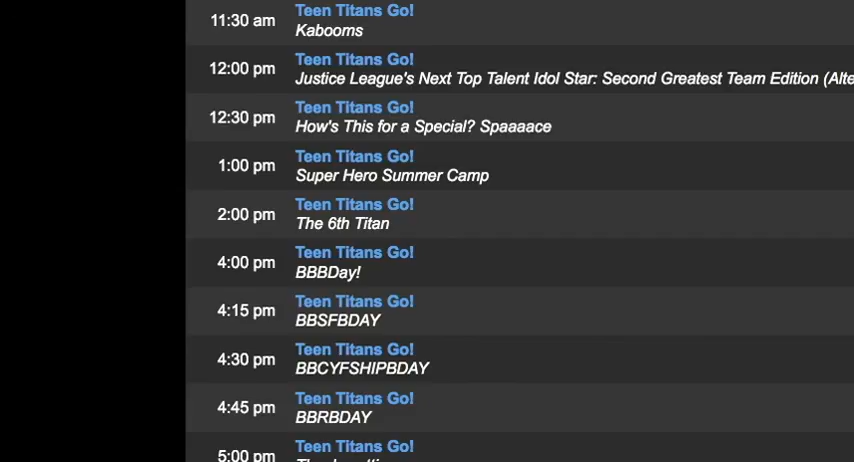 11:30 am
Teen Titans Go!
Kabooms
12:00 pm
Teen Titans Go!
Justice League's Next Top Talent Idol Star: Second Greatest Team Edition (Alte
12:30 pm
Teen Titans Go!
How's This for a Special? Spaaaace
1:00 pm
Teen Titans Go!
Super Hero Summer Camp
2:00 pm
Teen Titans Go!
The 6th Titan
4:00 pm
Teen Titans Go!
BBBDay!
4:15 pm
Teen Titans Go!
BBSFBDAY
4:30 pm
Teen Titans Go!
BBCYFSHIPBDAY
4:45 pm
Teen Titans Go!
BBRBDAY
5:00 pm
Teen Titans Go!